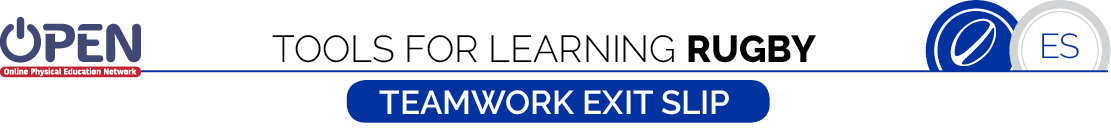 OPEN
Online Physical Education Network
TOOLS FOR LEARNING RUGBY
ES
TEAMWORK EXIT SLIP